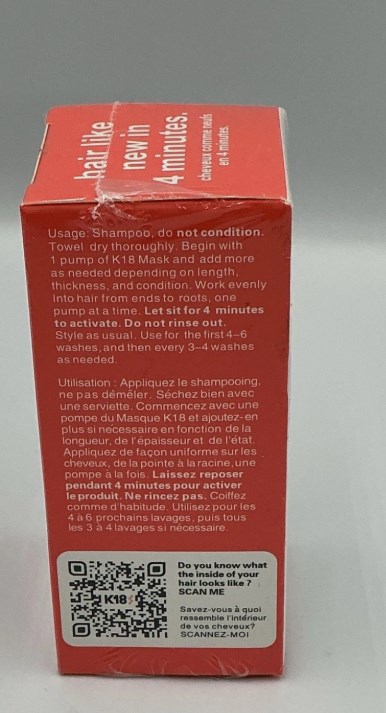 hair like
new in
4 minutes.
cheveux comme neufs
en 4 minutes.
Usage: Shampoo, do not condition.
Towel dry thoroughly. Begin with
1 pump of K18 Mask and add more
as needed depending on length,
thickness, and condition. Work evenly
Into hair from ends to roots, one
pump at a time. Let sit for 4 minutes
to activate. Do not rinse out.
Style as usual. Use for the first 4–6
washes, and then every 3–4 washes
as needed.
Utilisation : Appliquez le shampooing,
ne pas démêler. Séchez bien avec
une serviette. Commencez avec une
pompe du Masque K18 et ajoutez-en
plus si nécessaire en fonction de la
longueur, de l'épaisseur et de l'état.
Appliquez de façon uniforme sur les
cheveux, de la pointe à la racine, une
pompe à la fois. Laissez reposer
pendant 4 minutes pour activer
le produit. Ne rincez pas. Coiffez
comme d'habitude. Utilisez pour les
4 à 6 prochains lavages, puis tous
les 3 à 4 lavages si nécessaire.
K18
Do you know what
the inside of your
hair looks like ?
SCAN ME
Savez-vous à quoi
ressemble l'intérieur
de vos cheveux?
SCANNEZ-MOI